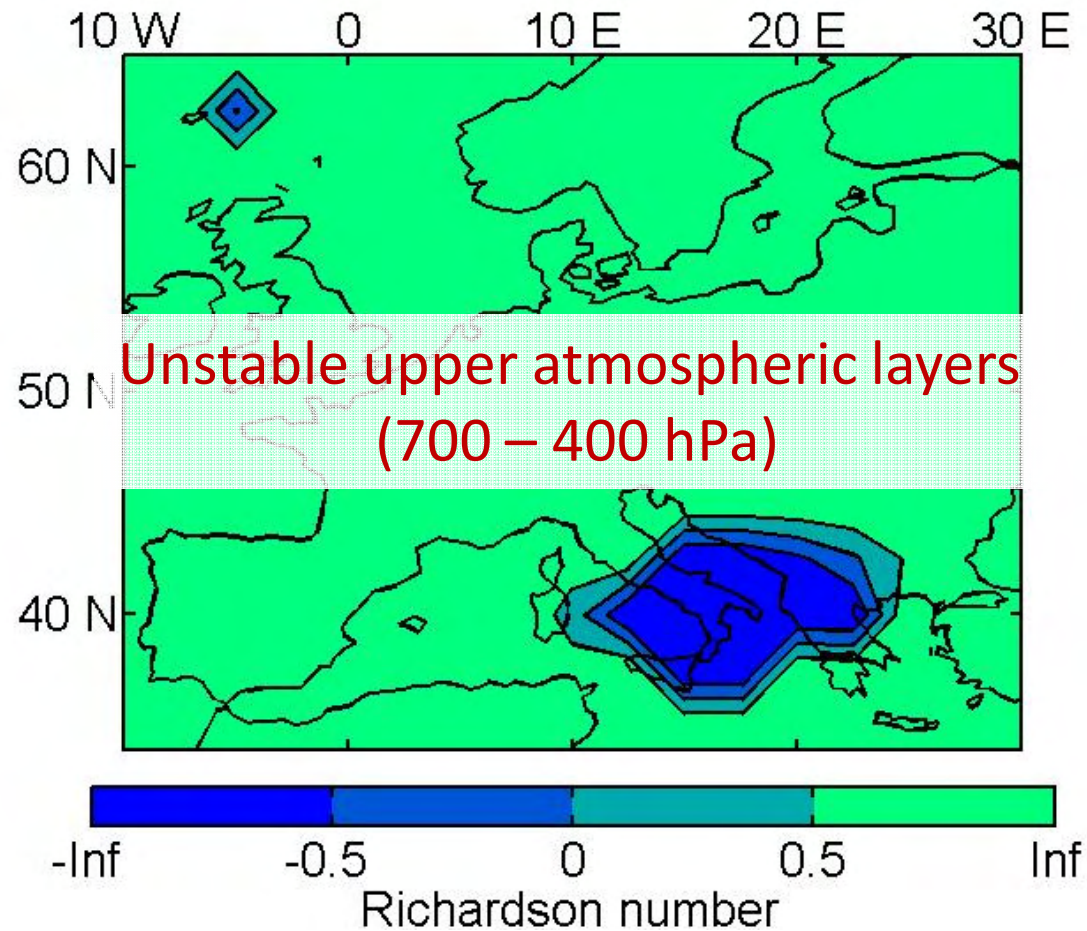 10 W 0 10 E 20 E 30 E
60 N
Unstable upper atmospheric layers
50 N
(700 – 400 hPa)
40 N
-Inf -0.5 0 0.5 Inf
Richardson number